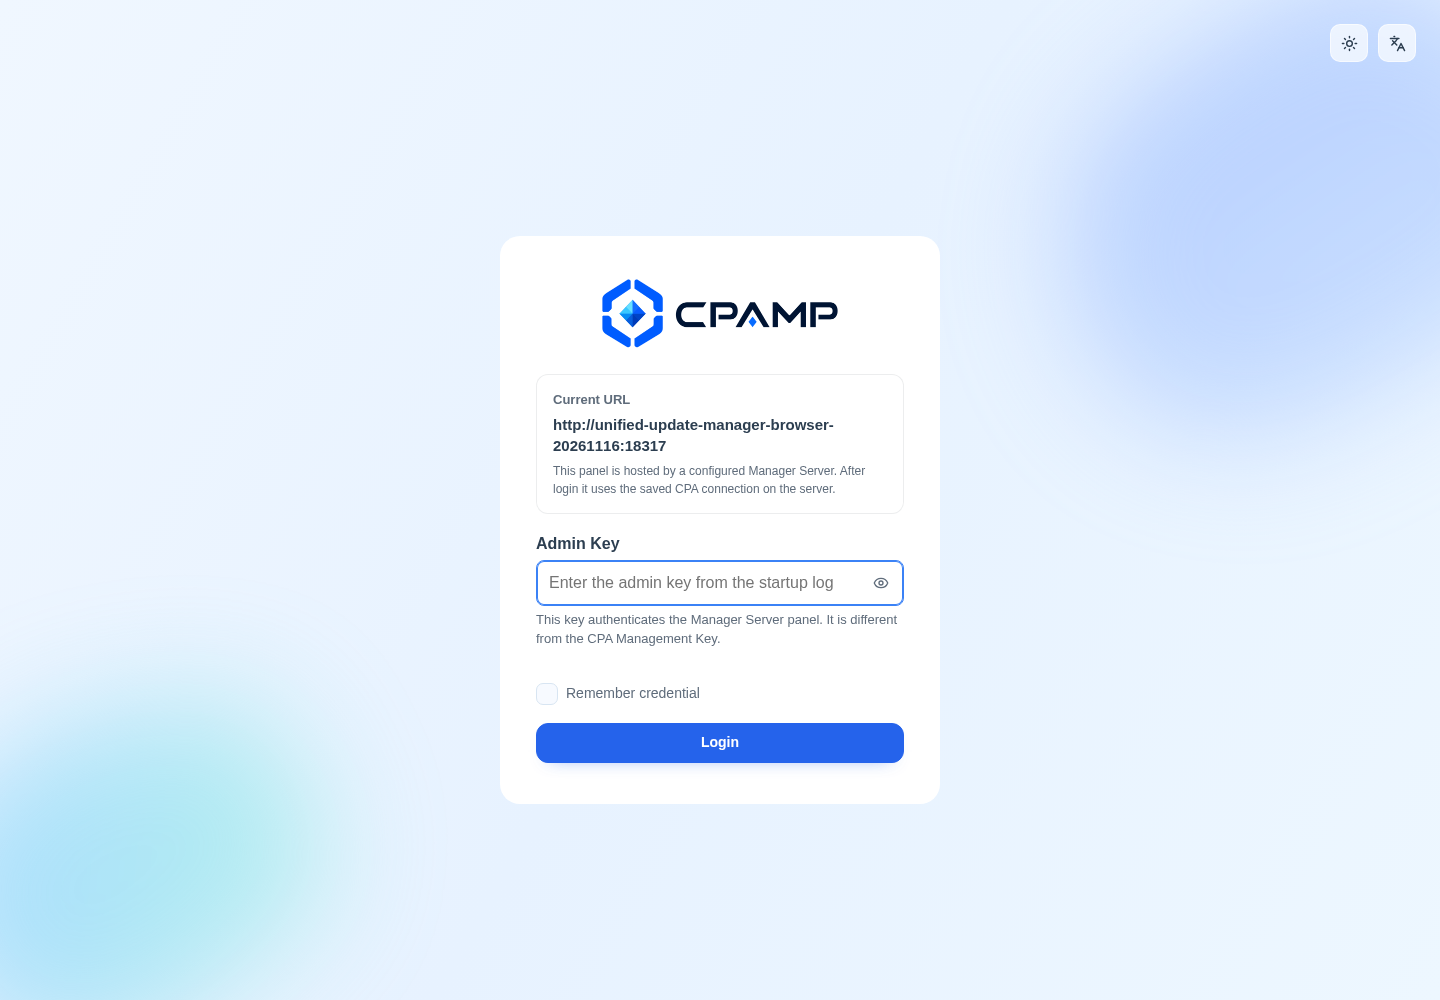 CPAMP
Current URL
http://unified-update-manager-browser-
20261116:18317
This panel is hosted by a configured Manager Server. After
login it uses the saved CPA connection on the server.
Admin Key
Enter the admin key from the startup log
This key authenticates the Manager Server panel. It is different
from the CPA Management Key.
Remember credential
Login